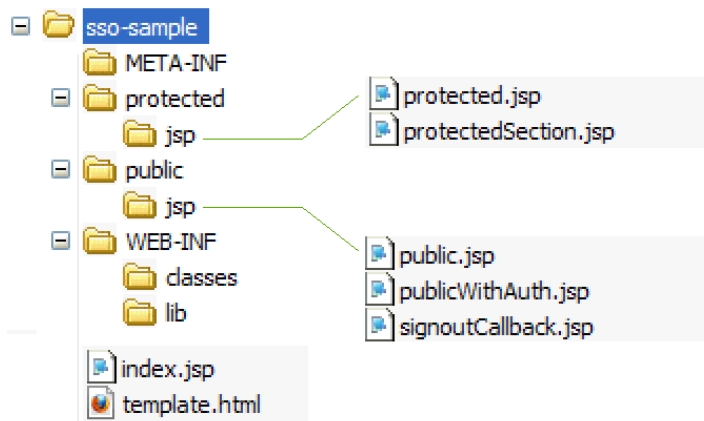 sso-sample
META-INF
protected
jsp
protected.jsp
protectedSection.jsp
public
jsp
public.jsp
publicWithAuth.jsp
signoutCallback.jsp
WEB-INF
classes
lib
index.jsp
template.html